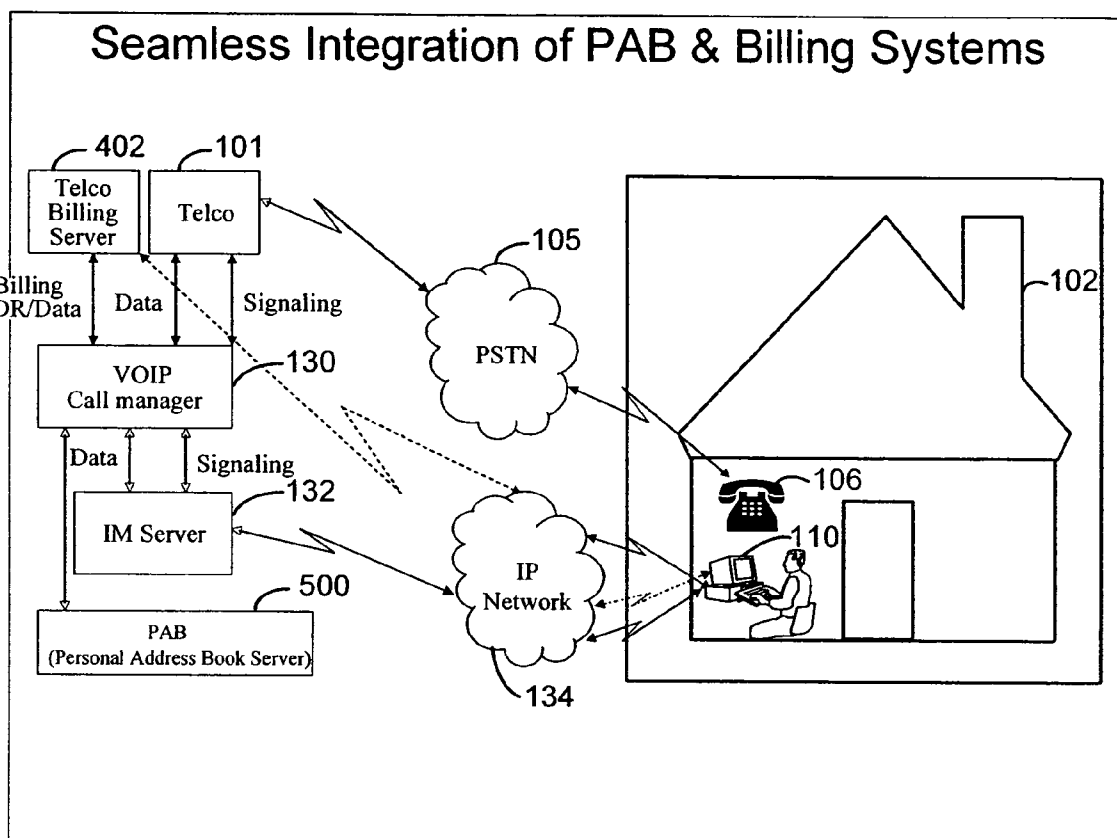 Seamless Integration of PAB & Billing Systems
402
101
Telco
Billing
Server
Telco
105
Billing
DR/Data
Data
Signaling
102
PSTN
VOIP
Call manager
130
Data
Signaling
132
106
IM Server
110
IP
Network
500
PAB
(Personal Address Book Server)
134